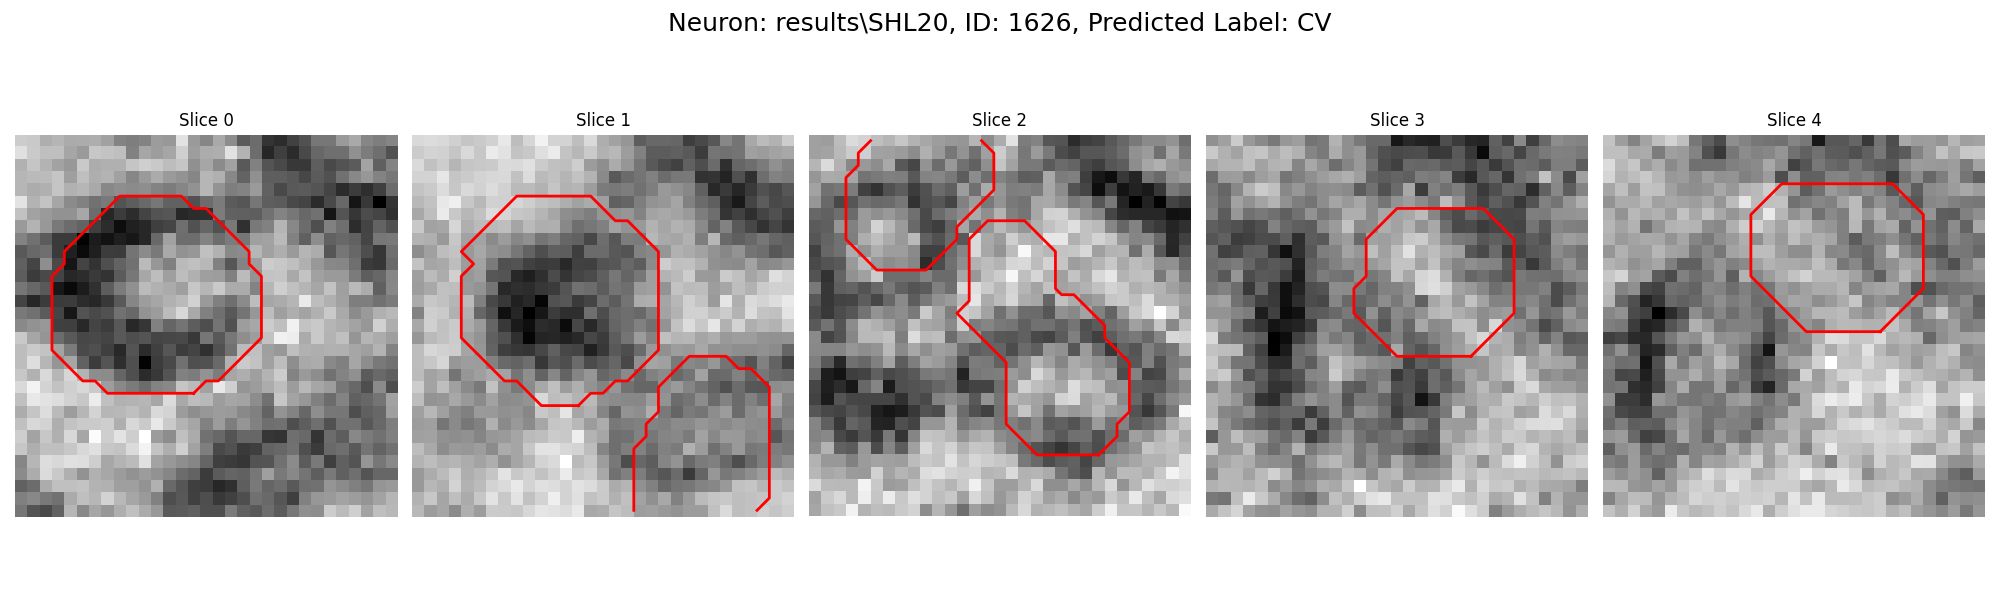 Neuron: results\SHL20, ID: 1626, Predicted Label: CV
Slice 0
Slice 1
Slice 2
Slice 3
Slice 4